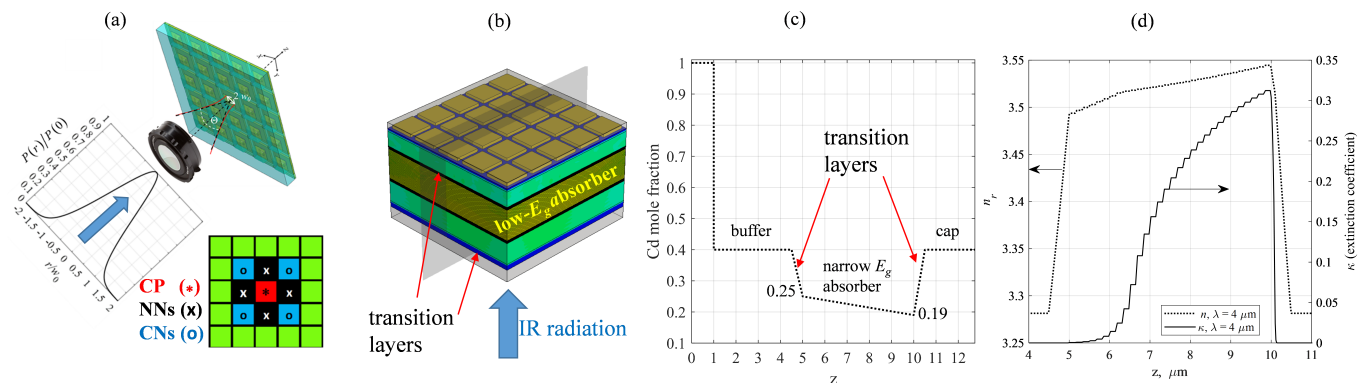 (a)
2 w₀
Θ
P(r)/P(0)
1
0.9
0.8
0.7
0.6
0.5
0.4
0.3
0.2
0.1
0
-2
-1.5
-1
-0.5
0
0.5
1
1.5
2
r/w₀
CP (*)
NNs (x)
CNs (o)
o x o
x * x
o x o
(b)
low-E_g absorber
transition
layers
IR radiation
(c)
Cd mole fraction
1
0.9
0.8
0.7
0.6
0.5
0.4
0.3
0.2
0.1
transition
layers
buffer
cap
narrow E_g
absorber
0.25
0.19
0 1 2 3 4 5 6 7 8 9 10 11 12
z
(d)
n_r
3.55
3.5
3.45
3.4
3.35
3.3
3.25
0.35
0.3
0.25
0.2
0.15
0.1
0.05
0
κ (extinction cocfficient)
n, λ = 4 μm
κ, λ = 4 μm
4 5 6 7 8 9 10 11
z, μm